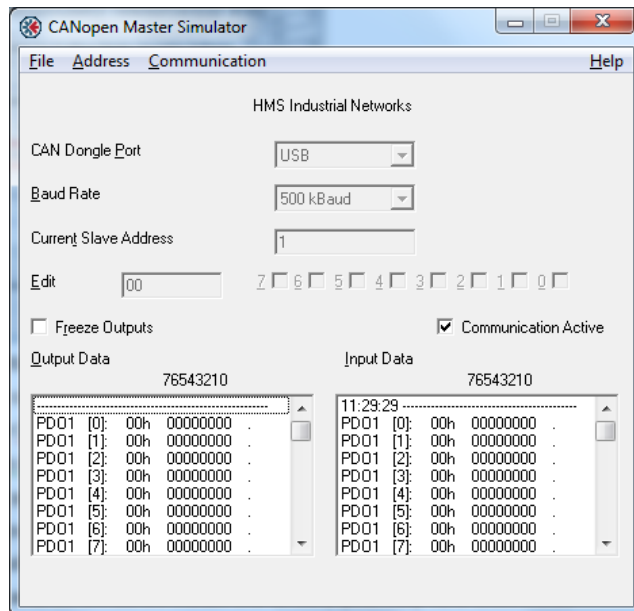 CANopen Master Simulator
File Address Communication Help
HMS Industrial Networks
CAN Dongle Port USB
Baud Rate 500 kBaud
Current Slave Address 1
Edit 00 7 6 5 4 3 2 1 0
Freeze Outputs Communication Active
Output Data Input Data
76543210 76543210
------------------------------------------------ 11:29:29 ------------------------------------
PDO1 [0]: 00h 00000000 . PDO1 [0]: 00h 00000000 .
PDO1 [1]: 00h 00000000 . PDO1 [1]: 00h 00000000 .
PDO1 [2]: 00h 00000000 . PDO1 [2]: 00h 00000000 .
PDO1 [3]: 00h 00000000 . PDO1 [3]: 00h 00000000 .
PDO1 [4]: 00h 00000000 . PDO1 [4]: 00h 00000000 .
PDO1 [5]: 00h 00000000 . PDO1 [5]: 00h 00000000 .
PDO1 [6]: 00h 00000000 . PDO1 [6]: 00h 00000000 .
PDO1 [7]: 00h 00000000 . PDO1 [7]: 00h 00000000 .